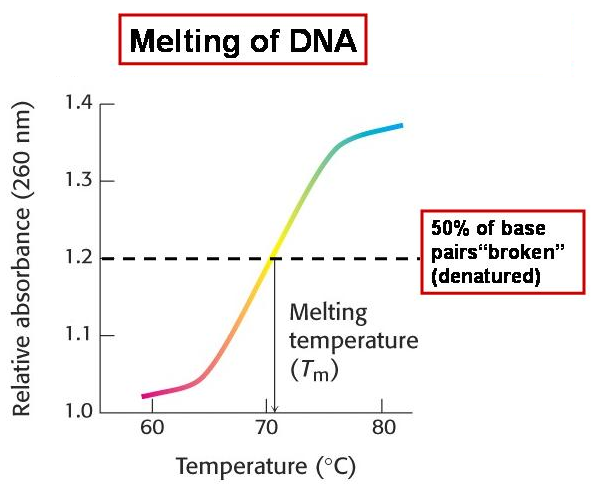 Melting of DNA
Relative absorbance (260 nm)
1.4
1.3
1.2
1.1
1.0
50% of base
pairs“broken”
(denatured)
Melting
temperature
(Tm)
60
70
80
Temperature (°C)